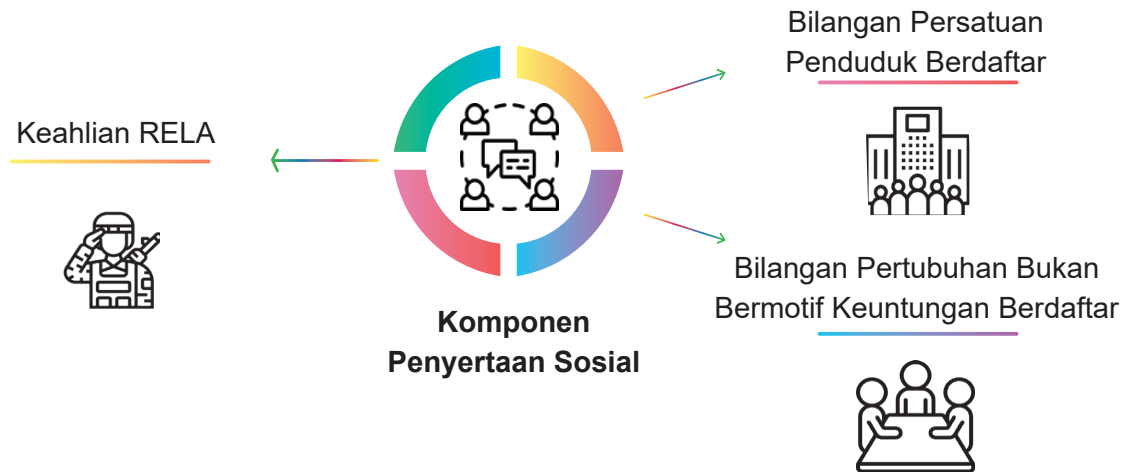 Bilangan Persatuan
Penduduk Berdaftar
Keahlian RELA
Bilangan Pertubuhan Bukan
Bermotif Keuntungan Berdaftar
Komponen
Penyertaan Sosial